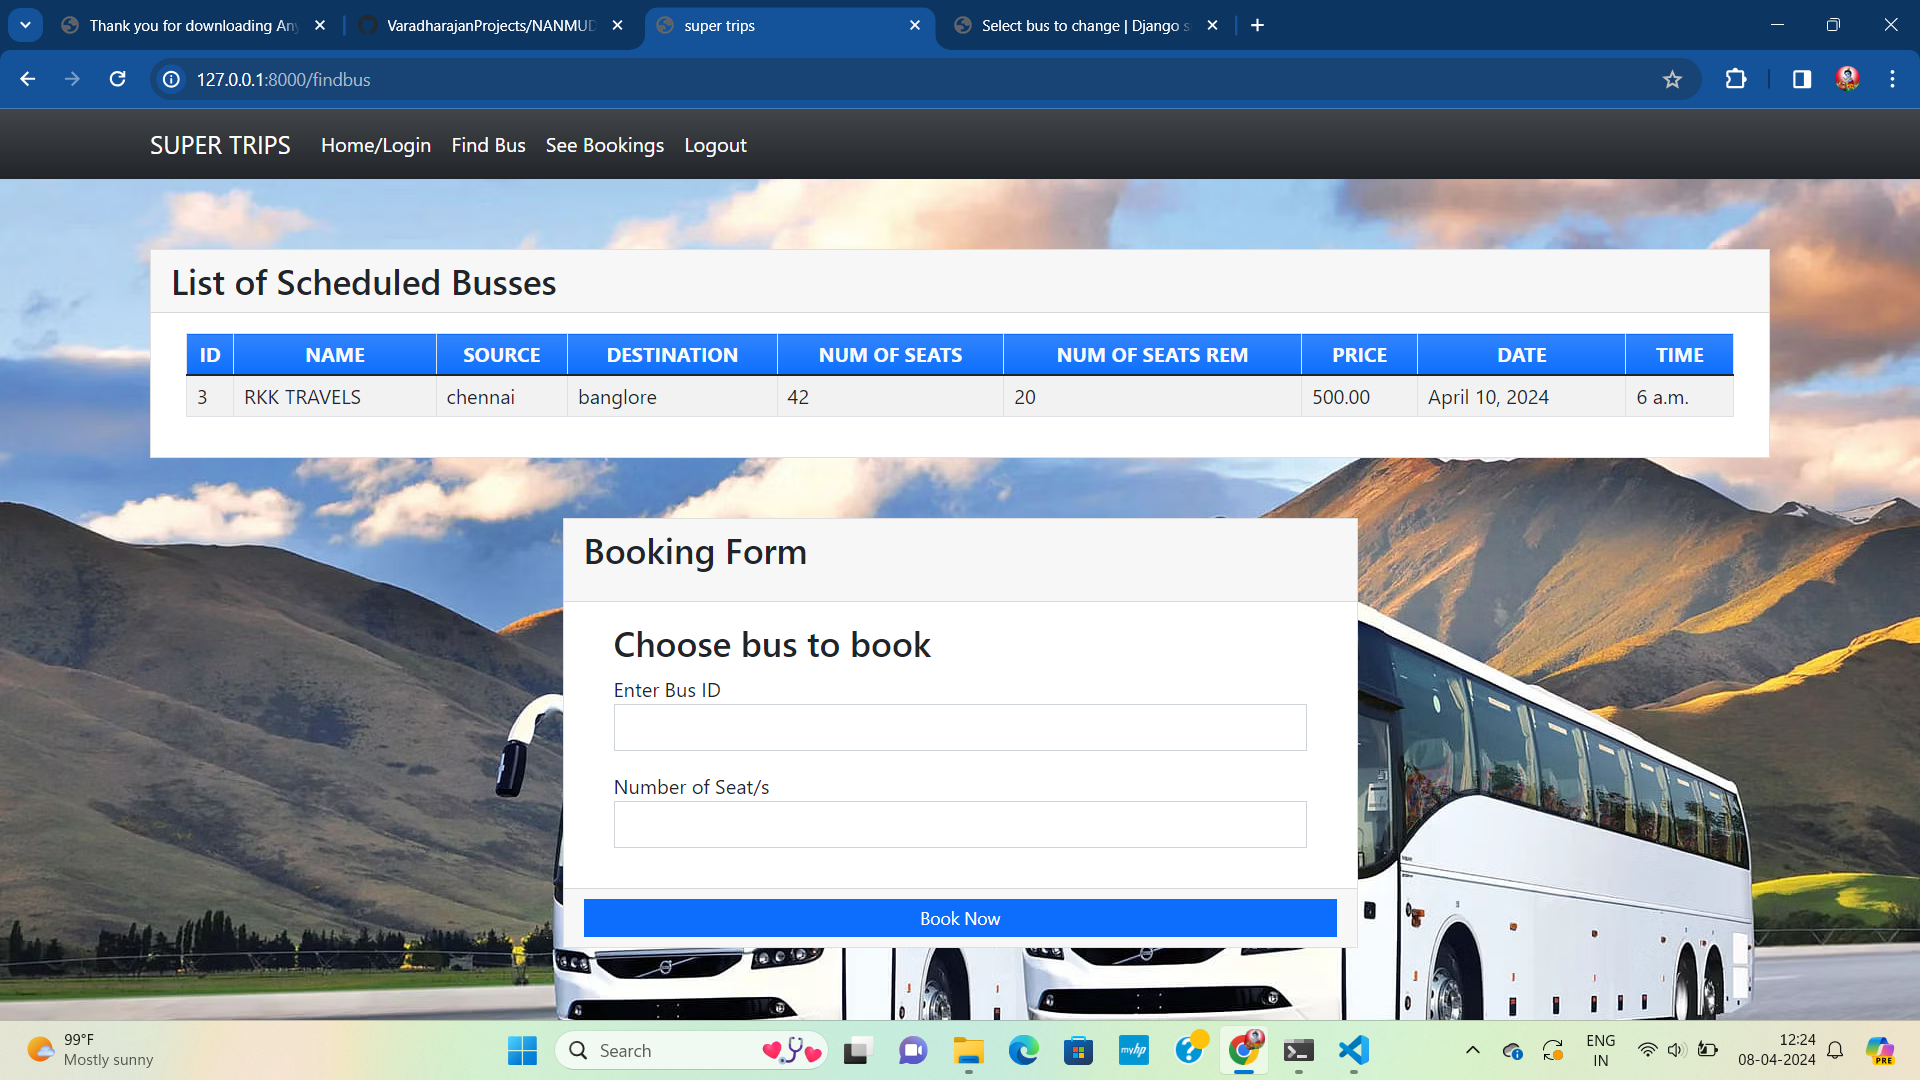 Thank you for downloading Any
VaradharajanProjects/NANMUD
super trips
Select bus to change | Django s
127.0.0.1:8000/findbus
SUPER TRIPS Home/Login Find Bus See Bookings Logout
List of Scheduled Busses
ID NAME SOURCE DESTINATION NUM OF SEATS NUM OF SEATS REM PRICE DATE TIME
3 RKK TRAVELS chennai banglore 42 20 500.00 April 10, 2024 6 a.m.
Booking Form
Choose bus to book
Enter Bus ID
Number of Seat/s
Book Now
99°F
Mostly sunny
Search
myhp
ENG
IN
12:24
08-04-2024
PRE